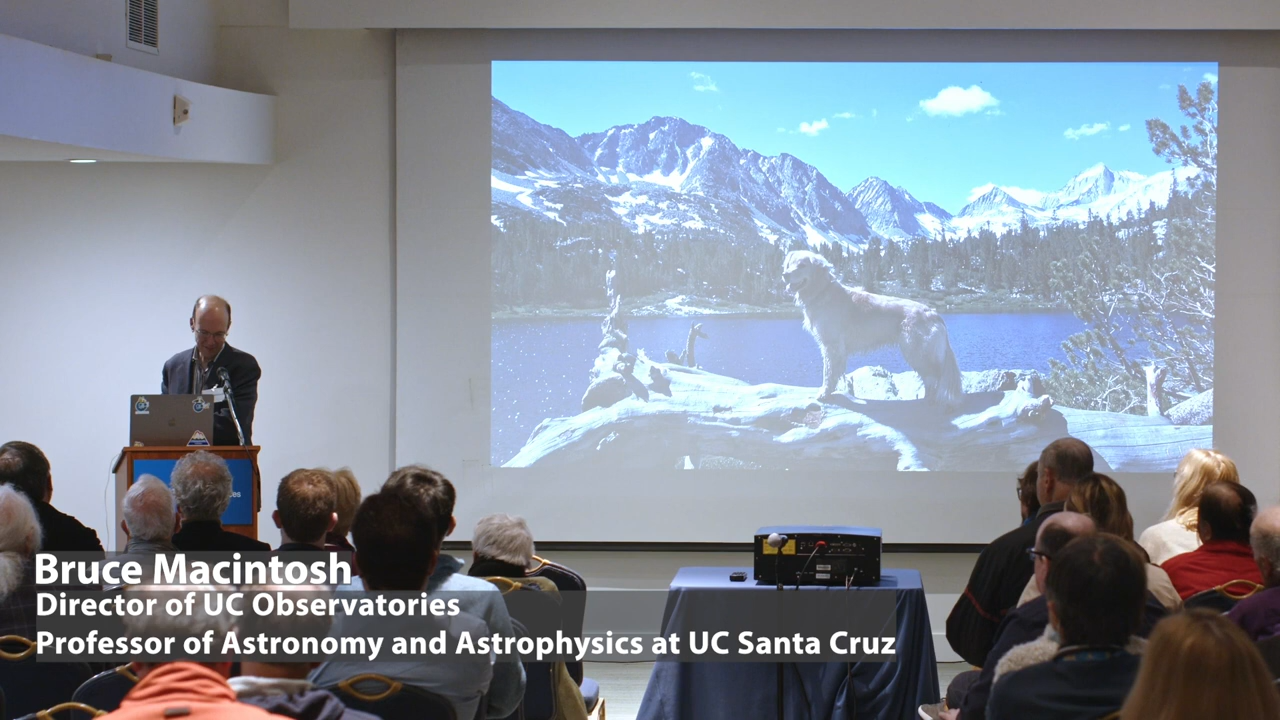 Bruce Macintosh
Director of UC Observatories
Professor of Astronomy and Astrophysics at UC Santa Cruz